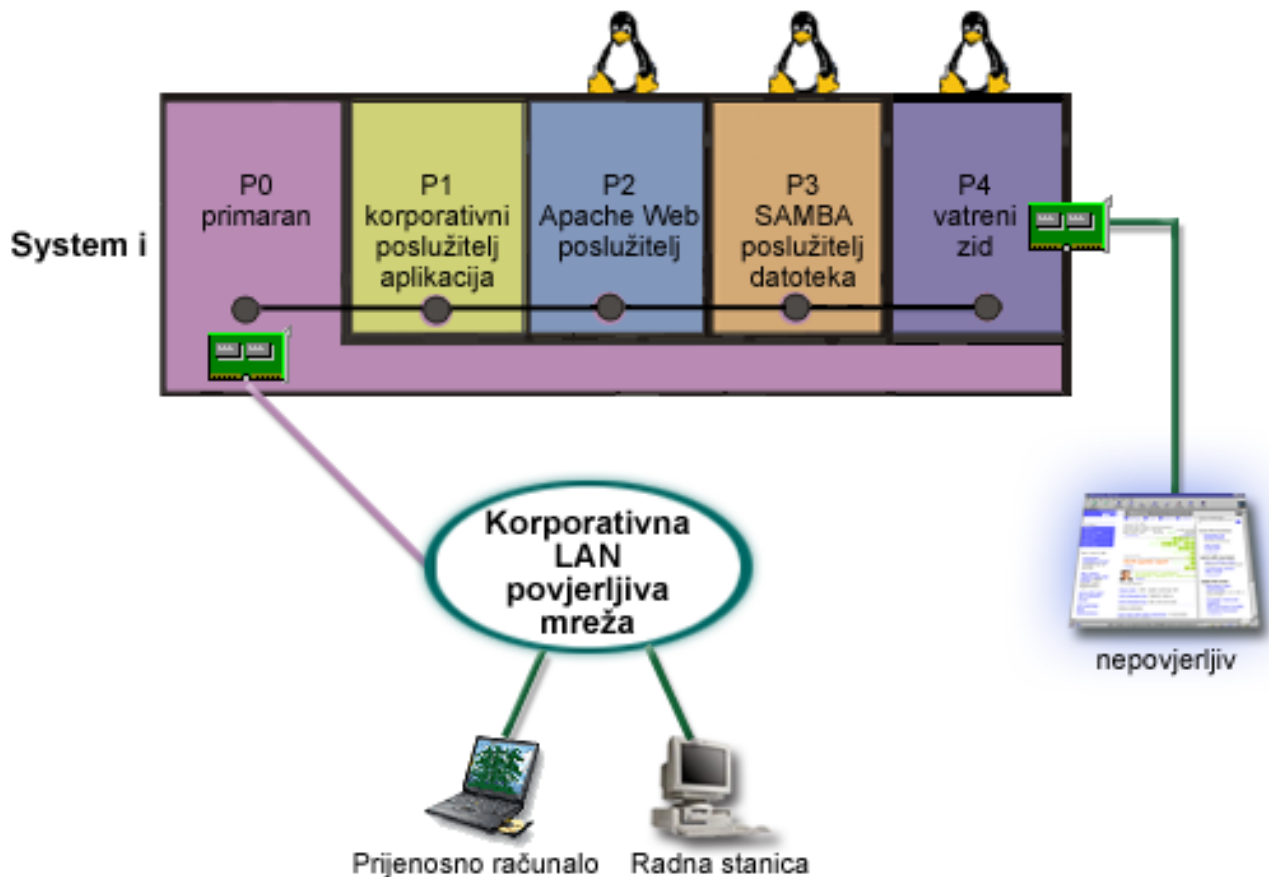 System i
P0
primaran
P1
korporativni
poslužitelj
aplikacija
P2
Apache Web
poslužitelj
P3
SAMBA
poslužitelj
datoteka
P4
vatreni
zid
Korporativna
LAN
povjerljiva
mreža
nepovjerljiv
Prijenosno računalo
Radna stanica